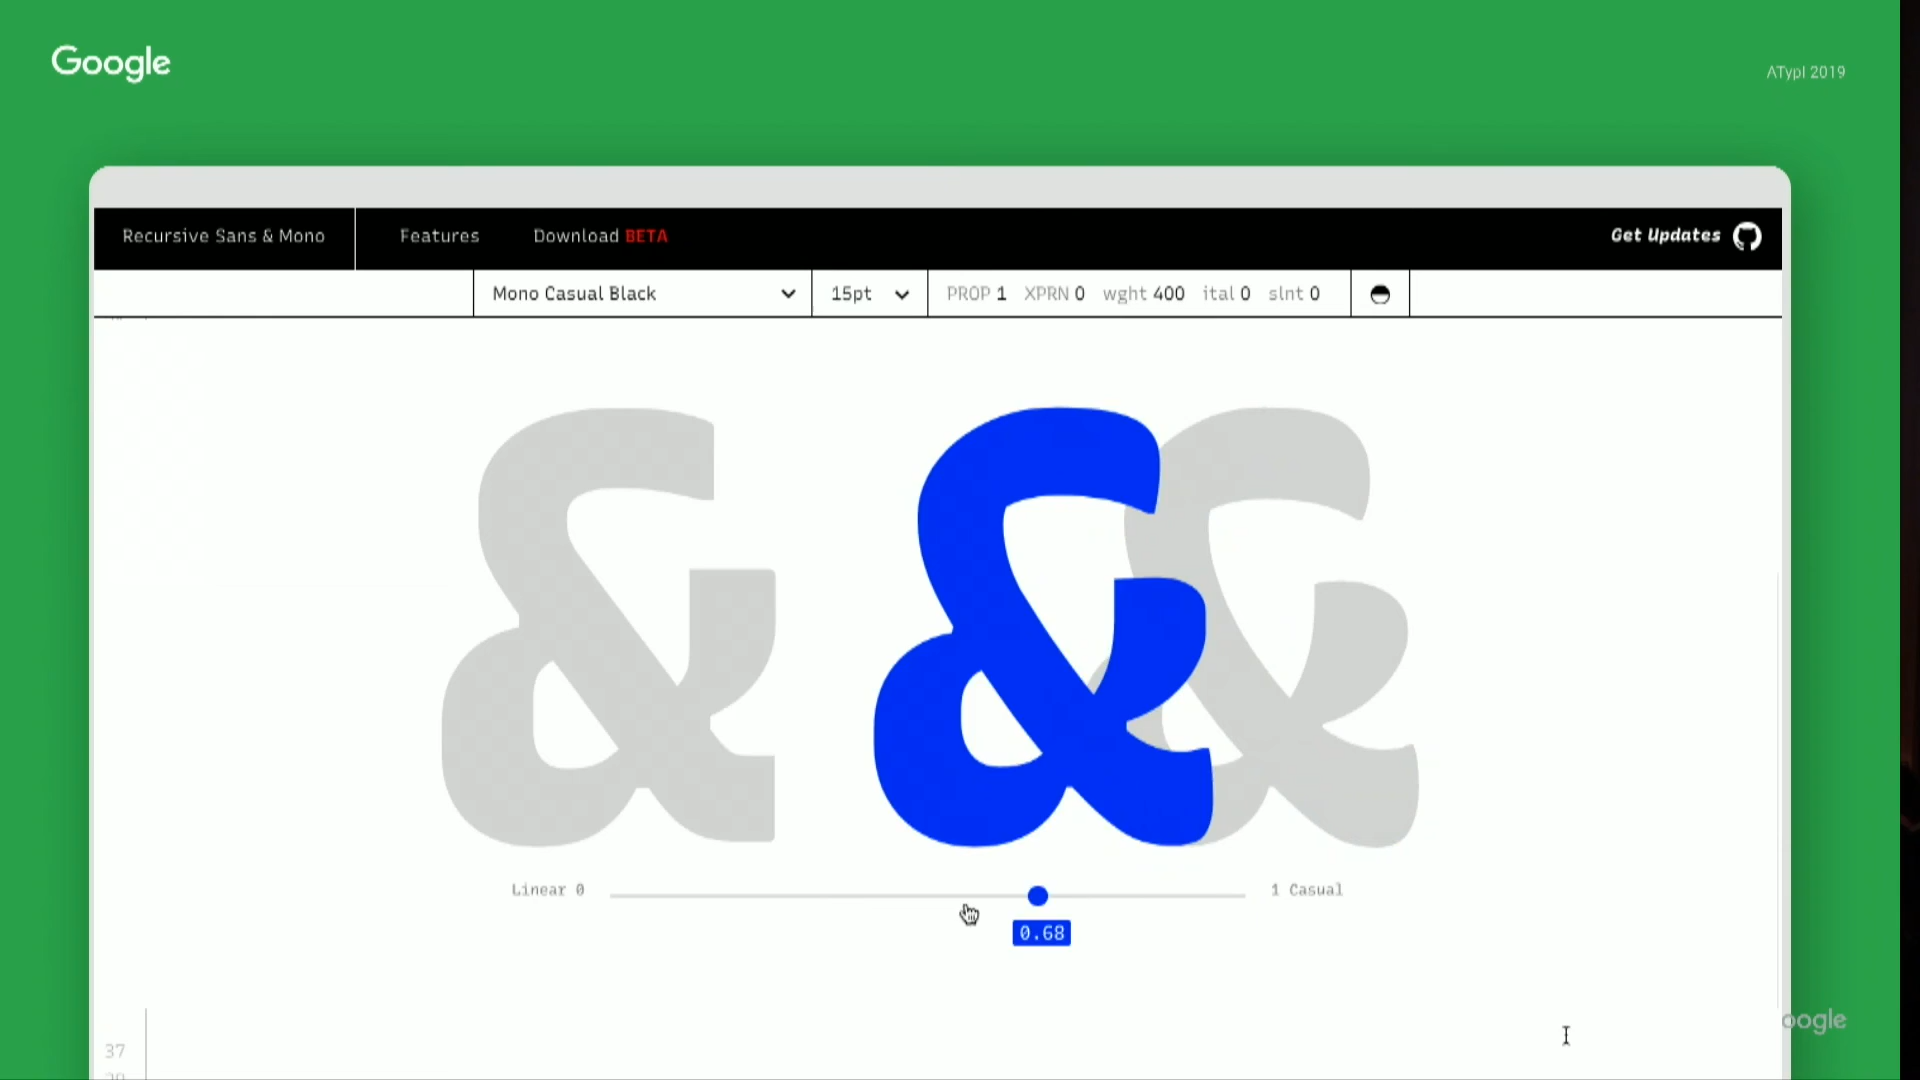 Google
ATypI 2019
Recursive Sans & Mono Features Download BETA Get Updates
Mono Casual Black 15pt PROP 1 XPRN 0 wght 400 ital 0 slnt 0
& & &
Linear 0 1 Casual
0.68
oogle
37